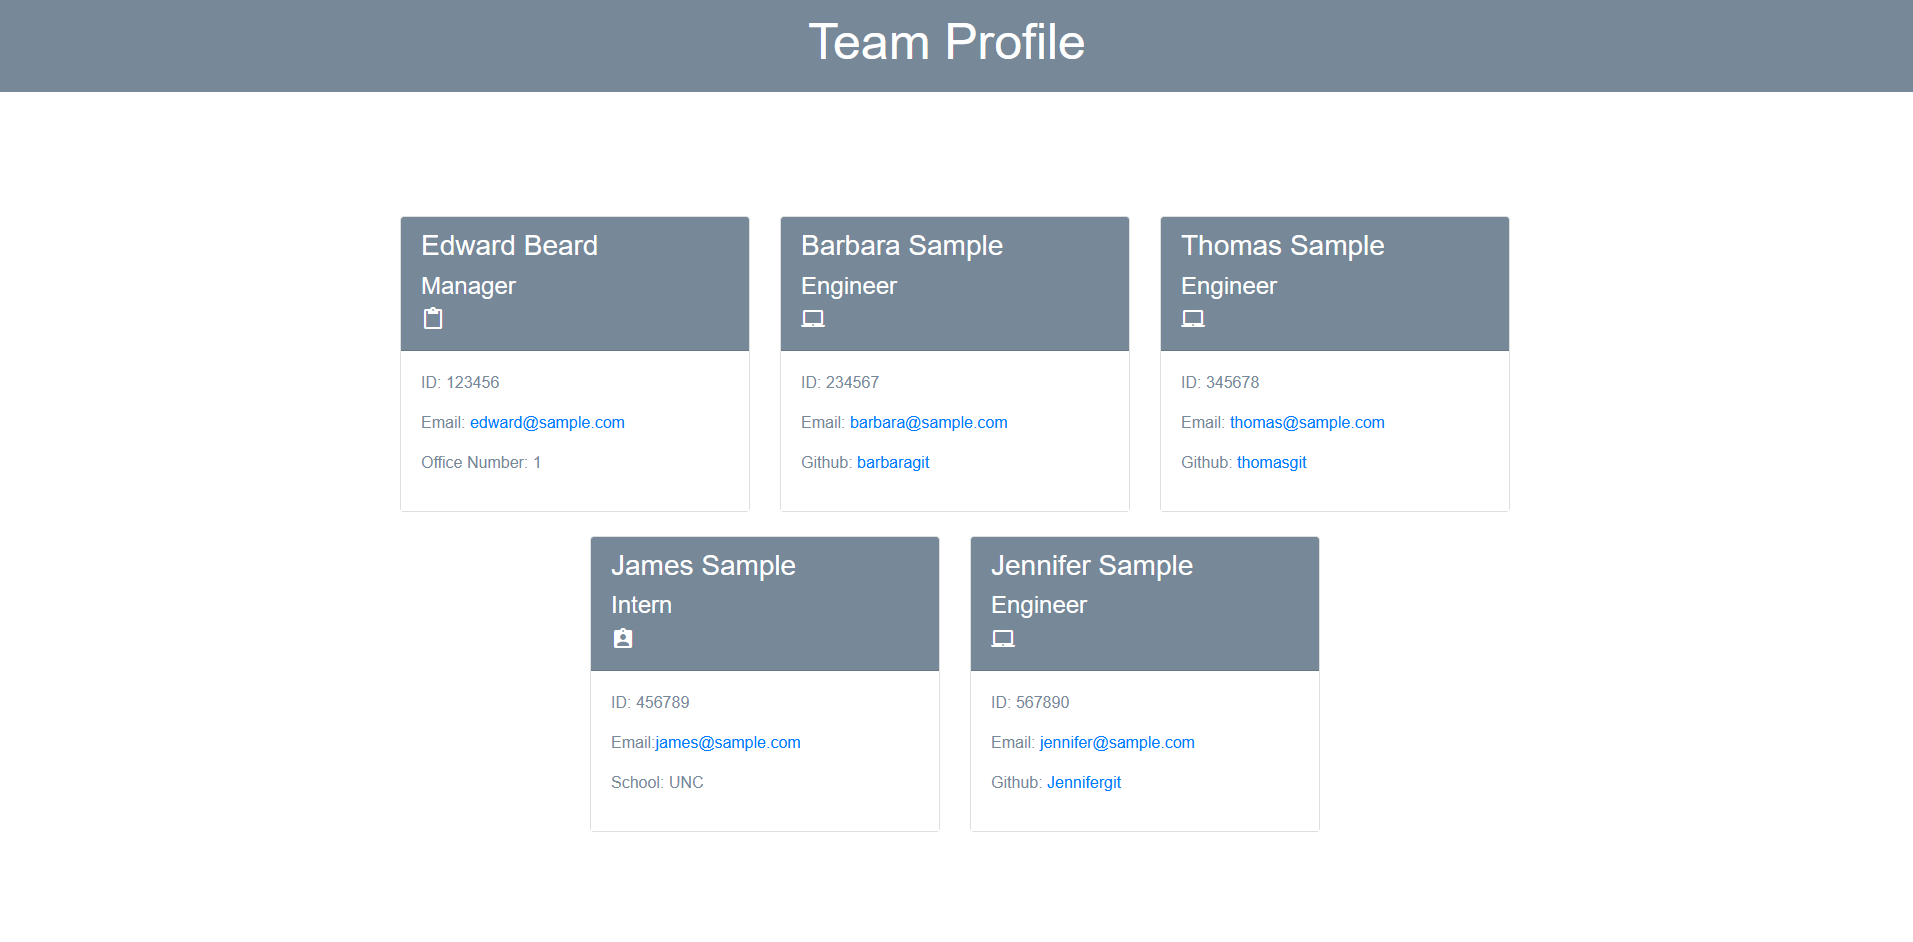 Team Profile
Edward Beard
Manager
ID: 123456
Email: edward@sample.com
Office Number: 1
Barbara Sample
Engineer
ID: 234567
Email: barbara@sample.com
Github: barbaragit
Thomas Sample
Engineer
ID: 345678
Email: thomas@sample.com
Github: thomasgit
James Sample
Intern
ID: 456789
Email:james@sample.com
School: UNC
Jennifer Sample
Engineer
ID: 567890
Email: jennifer@sample.com
Github: Jennifergit